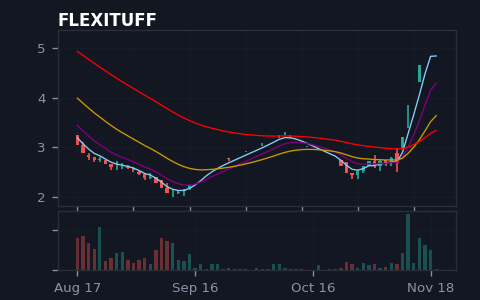 FLEXITUFF
5
4
3
2
Aug 17
Sep 16
Oct 16
Nov 18